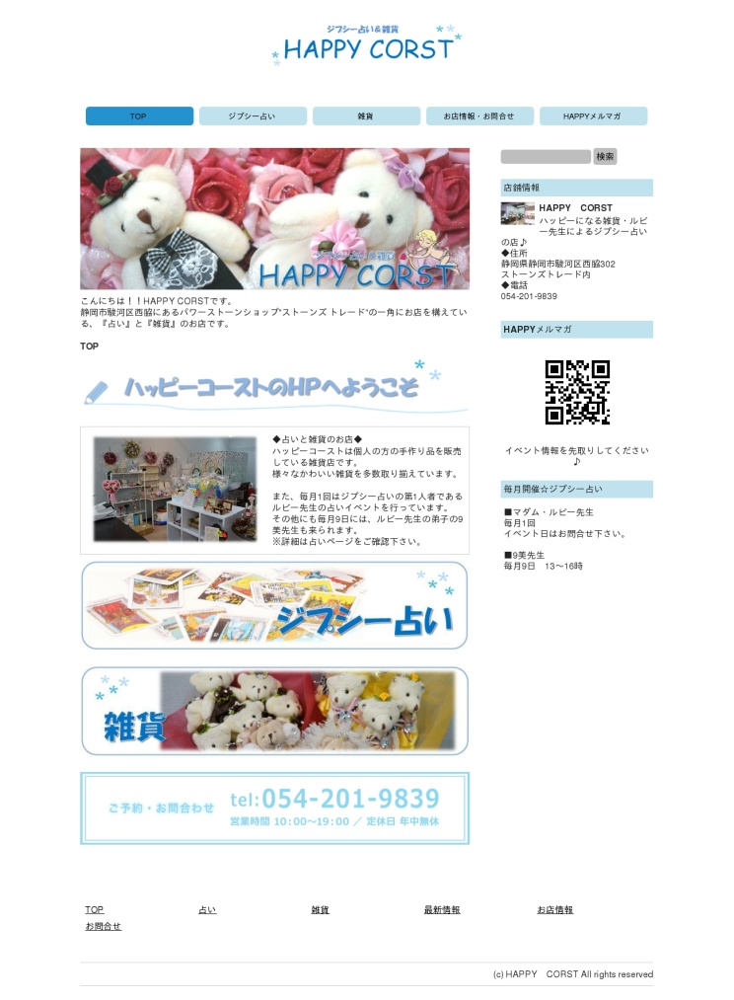 ジプシー占い&雑貨
HAPPY CORST
TOP
ジプシー占い
雑貨
お店情報・お問合せ
HAPPYメルマガ
ジプシー占い&雑貨
HAPPY CORST
こんにちは！！HAPPY CORSTです。
静岡市駿河区西脇にあるパワーストーンショップ”ストーンズ トレード”の一角にお店を構えてい
る、『占い』と『雑貨』のお店です。
TOP
ハッピーコーストのHPへようこそ
◆占いと雑貨のお店◆
ハッピーコーストは個人の方の手作り品を販売
している雑貨店です。
様々なかわいい雑貨を多数取り揃えています。
また、毎月1回はジプシー占いの第1人者である
ルビー先生の占いイベントを行っています。
その他にも毎月9日には、ルビー先生の弟子の9
美先生も来られます。
※詳細は占いページをご確認下さい。
ジプシー占い
雑貨
ご予約・お問合わせ
tel:054-201-9839
営業時間 10:00～19:00 ／ 定休日 年中無休
検索
店舗情報
HAPPY　CORST
ハッピーになる雑貨・ルビ
ー先生によるジプシー占い
の店♪
◆住所
静岡県静岡市駿河区西脇302
ストーンズトレード内
◆電話
054-201-9839
HAPPYメルマガ
イベント情報を先取りしてください
♪
毎月開催☆ジプシー占い
■マダム・ルビー先生
毎月1回
イベント日はお問合せ下さい。
■9美先生
毎月9日　13～16時
TOP
占い
雑貨
最新情報
お店情報
お問合せ
(c) HAPPY　CORST All rights reserved